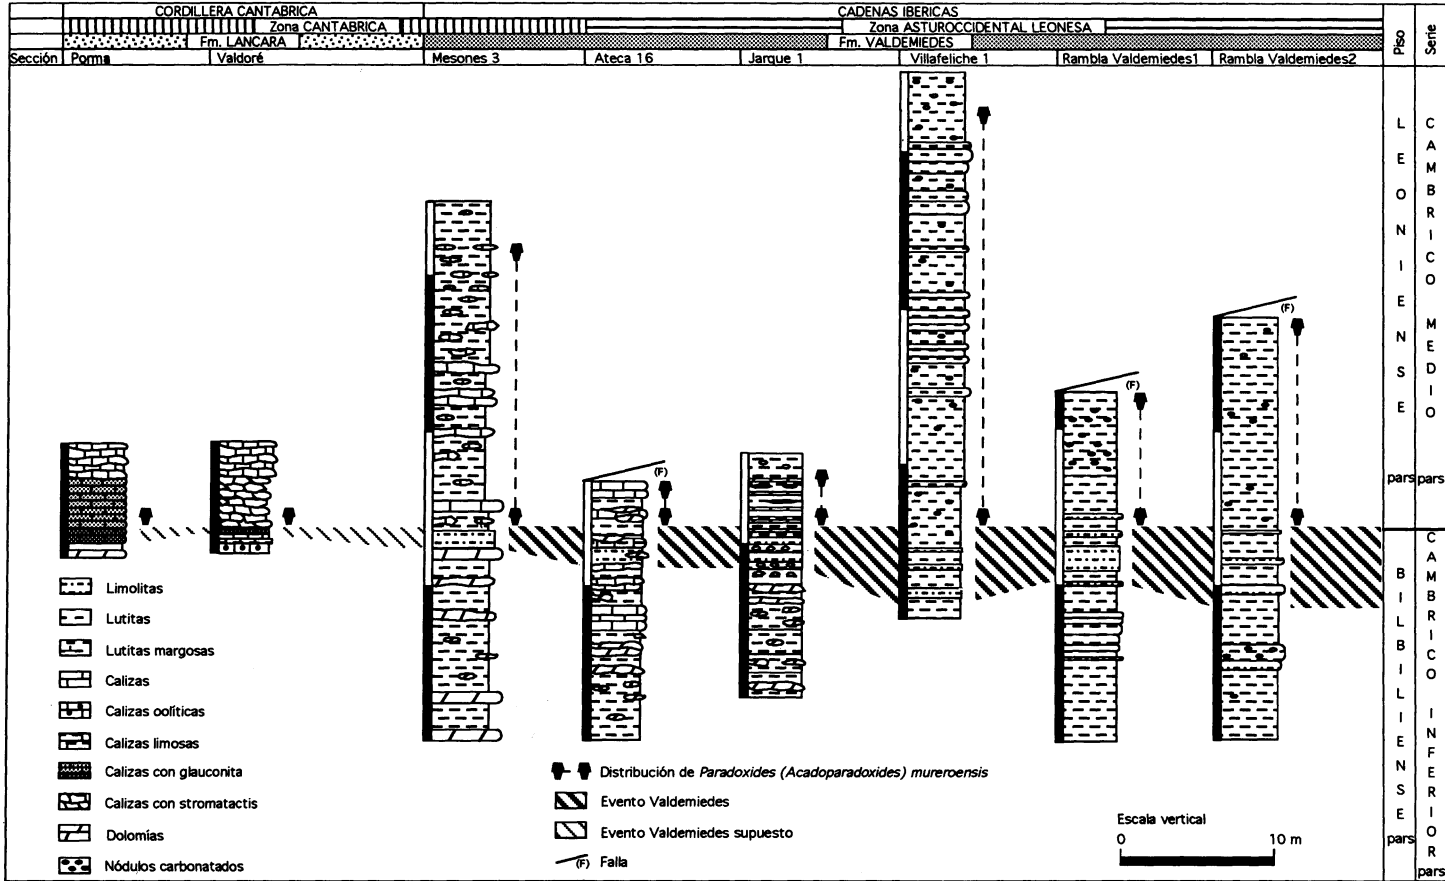 CORDILLERA CANTABRICA
CADENAS IBERICAS
Zona CANTABRICA
Zona ASTUROCCIDENTAL LEONESA
Fm. LANCARA
Fm. VALDEMIEDES
Sección
Porma
Valdoré
Mesones 3
Ateca 16
Jarque 1
Villafeliche 1
Rambla Valdemiedes1
Rambla Valdemiedes2
Piso
Serie
LEONIENSE
pars
CAMBRICO MEDIO
pars
BILBILIENSE
pars
CAMBRICO INFERIOR
pars
(F)
(F)
(F)
Limolitas
Lutitas
Lutitas margosas
Calizas
Calizas oolíticas
Calizas limosas
Calizas con glauconita
Calizas con stromatactis
Dolomías
Nódulos carbonatados
Distribución de Paradoxides (Acadoparadoxides) mureroensis
Evento Valdemiedes
Evento Valdemiedes supuesto
(F) Falla
Escala vertical
0 10 m